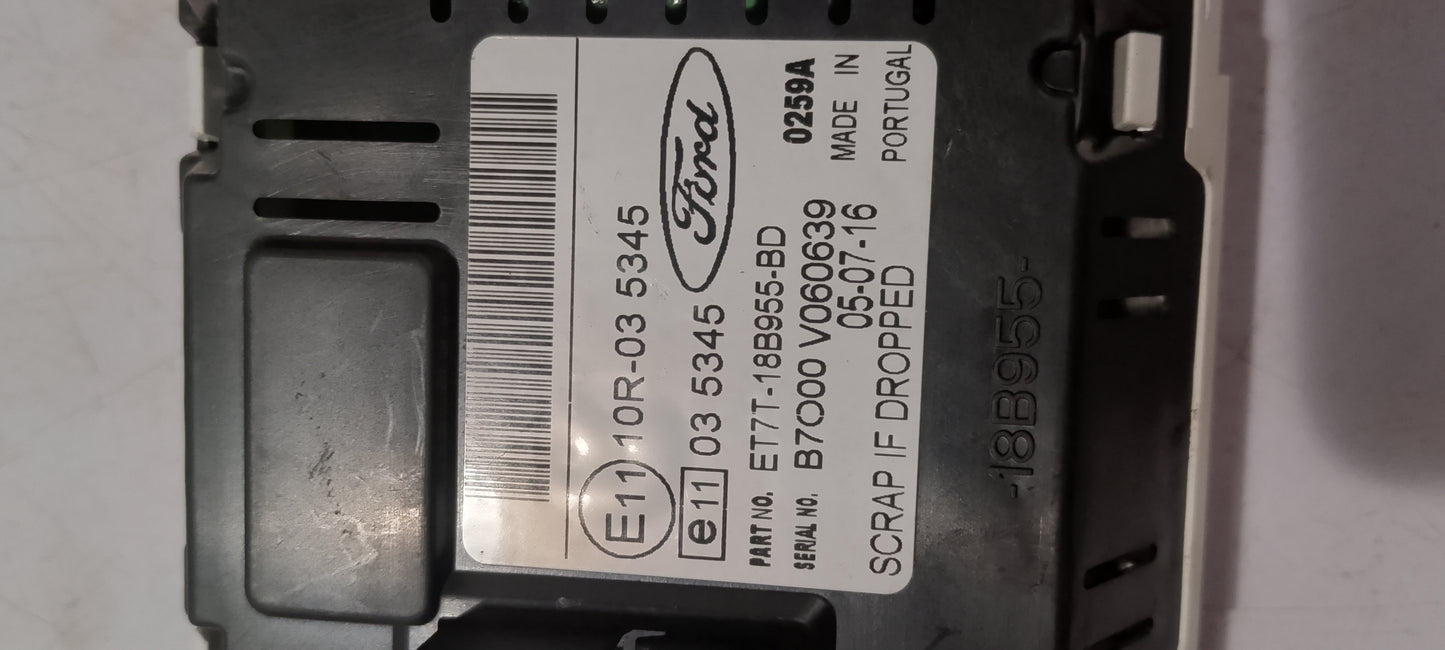 E11 10R-03 5345
e11 03 5345 Ford
PART NO. ET7T-18B955-BD
SERIAL NO. B7O00 V060639 0259A
05-07-16 MADE IN
SCRAP IF DROPPED PORTUGAL
-18B955-